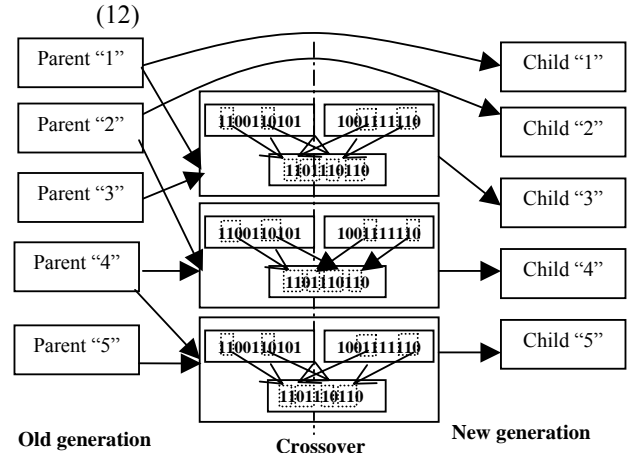 (12)
Parent “1”
Child “1”
Parent “2”
Child “2”
1100110101
1001111110
1101110110
Parent “3”
Child “3”
1100110101
1001111110
1101110110
Parent “4”
Child “4”
1100110101
1001111110
1101110110
Parent “5”
Child “5”
Old generation
Crossover
New generation